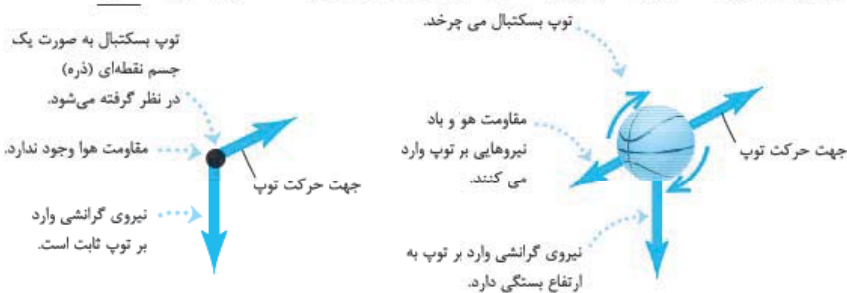 توپ بسکتبال می چرخد.
مقاومت هو و باد
نیروهایی بر توپ وارد
می کنند.
جهت حرکت توپ
نیروی گرانشی وارد بر توپ به
ارتفاع بستگی دارد.
توپ بسکتبال به صورت یک
جسم نقطه‌ای (ذره)
در نظر گرفته می‌شود.
مقاومت هوا وجود ندارد.
جهت حرکت توپ
نیروی گرانشی وارد
بر توپ ثابت است.